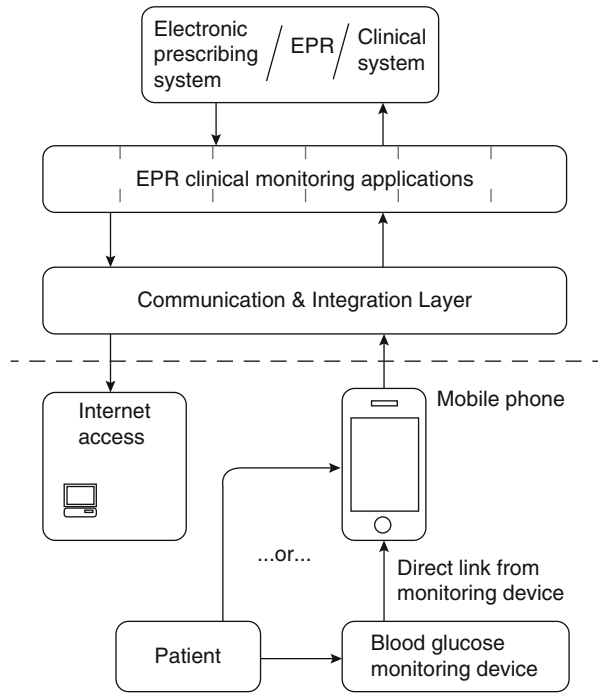 Electronic
prescribing
system
/ EPR /
Clinical
system
EPR clinical monitoring applications
Communication & Integration Layer
Internet
access
Mobile phone
...or...
Direct link from
monitoring device
Patient
Blood glucose
monitoring device